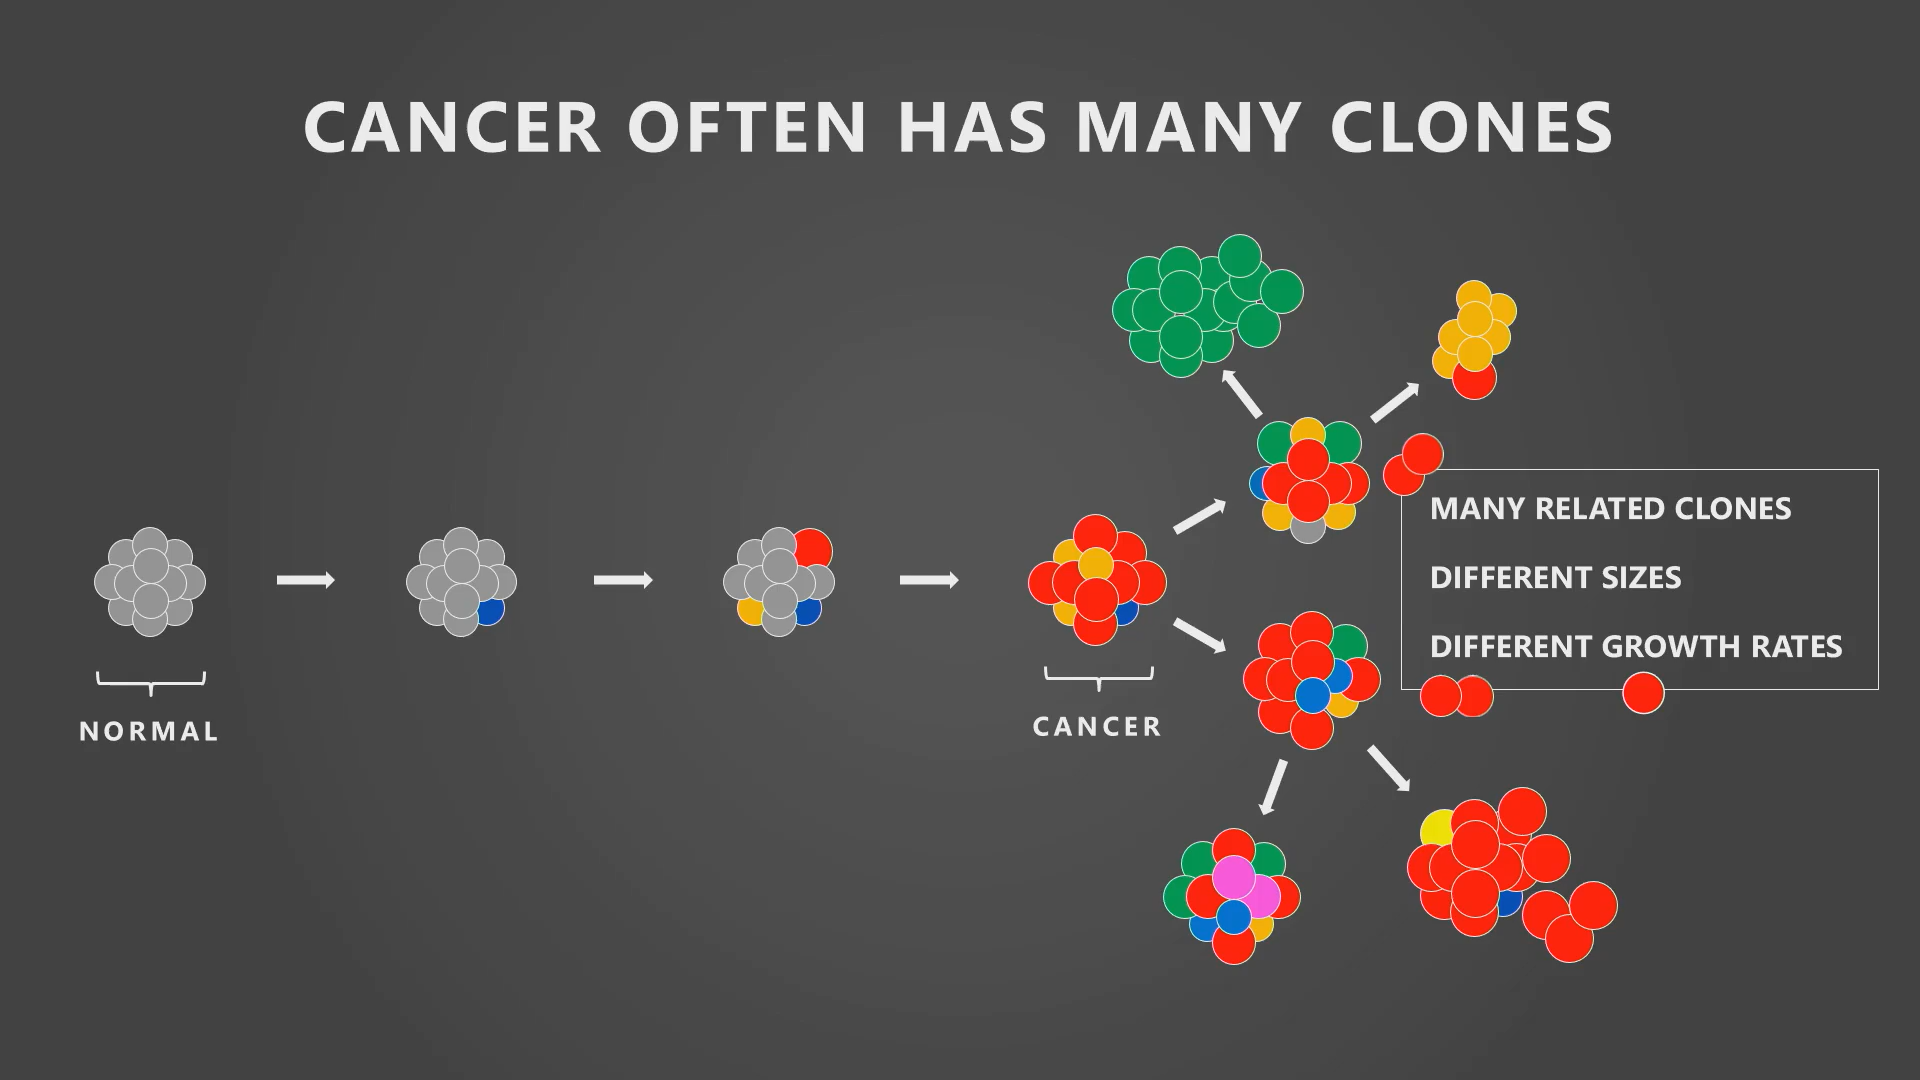 CANCER OFTEN HAS MANY CLONES
MANY RELATED CLONES
DIFFERENT SIZES
DIFFERENT GROWTH RATES
NORMAL
CANCER